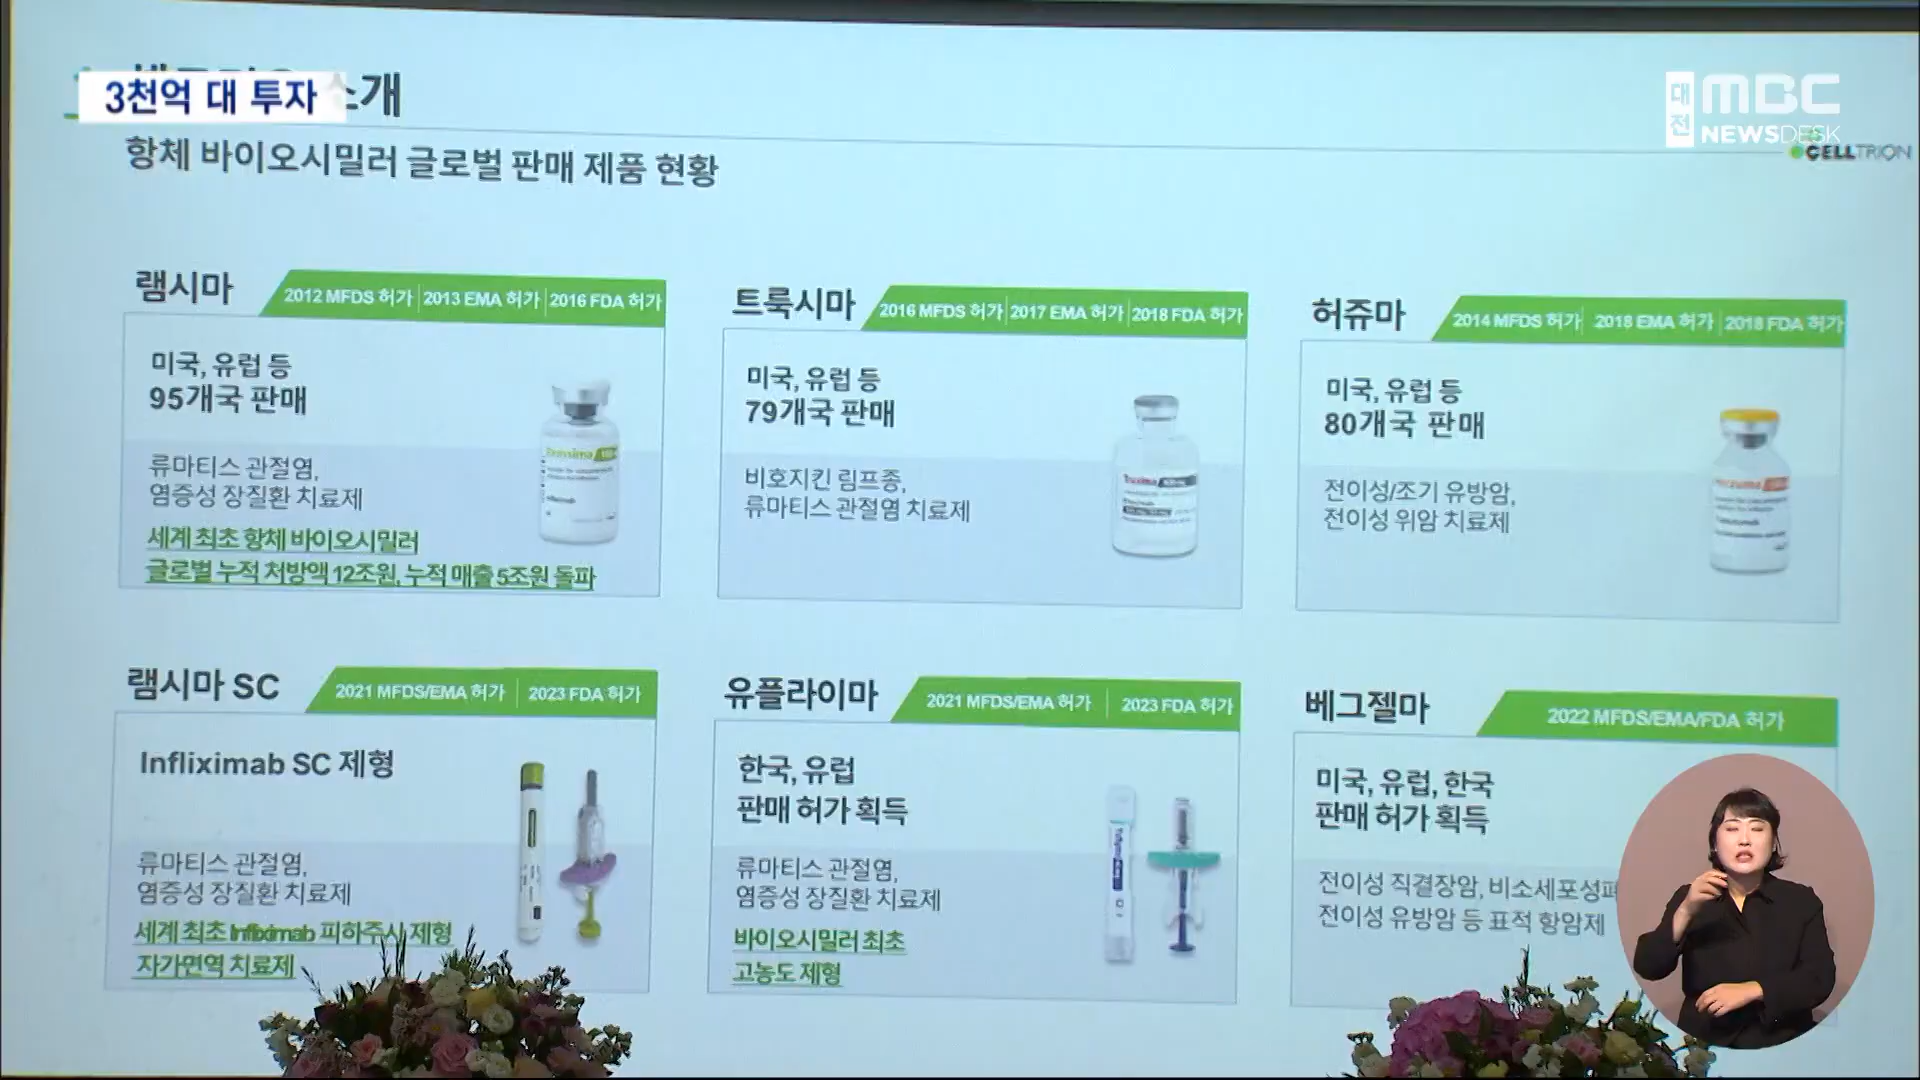 3천억 대 투자
소개
대전 MBC
NEWSDESK
CELLTRION
항체 바이오시밀러 글로벌 판매 제품 현황
램시마
2012 MFDS 허가 2013 EMA 허가 2016 FDA 허가
미국, 유럽 등
95개국 판매
류마티스 관절염,
염증성 장질환 치료제
세계 최초 항체 바이오시밀러
글로벌 누적 처방액 12조원, 누적 매출 5조원 돌파
트룩시마
2016 MFDS 허가 2017 EMA 허가 2018 FDA 허가
미국, 유럽 등
79개국 판매
비호지킨 림프종,
류마티스 관절염 치료제
Truxima
허쥬마
2014 MFDS 허가 2018 EMA 허가 2018 FDA 허가
미국, 유럽 등
80개국 판매
전이성/조기 유방암,
전이성 위암 치료제
램시마 SC
2021 MFDS/EMA 허가 2023 FDA 허가
Infliximab SC 제형
류마티스 관절염,
염증성 장질환 치료제
세계 최초 Infliximab 피하주사 제형
자가면역 치료제
유플라이마
2021 MFDS/EMA 허가 2023 FDA 허가
한국, 유럽
판매 허가 획득
류마티스 관절염,
염증성 장질환 치료제
바이오시밀러 최초
고농도 제형
베그젤마
2022 MFDS/EMA/FDA 허가
미국, 유럽, 한국
판매 허가 획득
전이성 직결장암, 비소세포성폐
전이성 유방암 등 표적 항암제